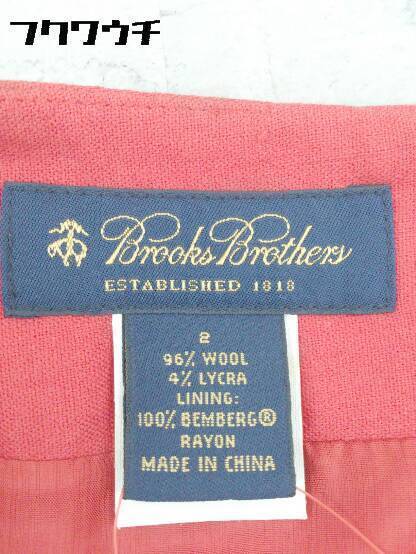 フクワウチ
Brooks Brothers
ESTABLISHED 1818
2
96% WOOL
4% LYCRA
LINING:
100% BEMBERG®
RAYON
MADE IN CHINA